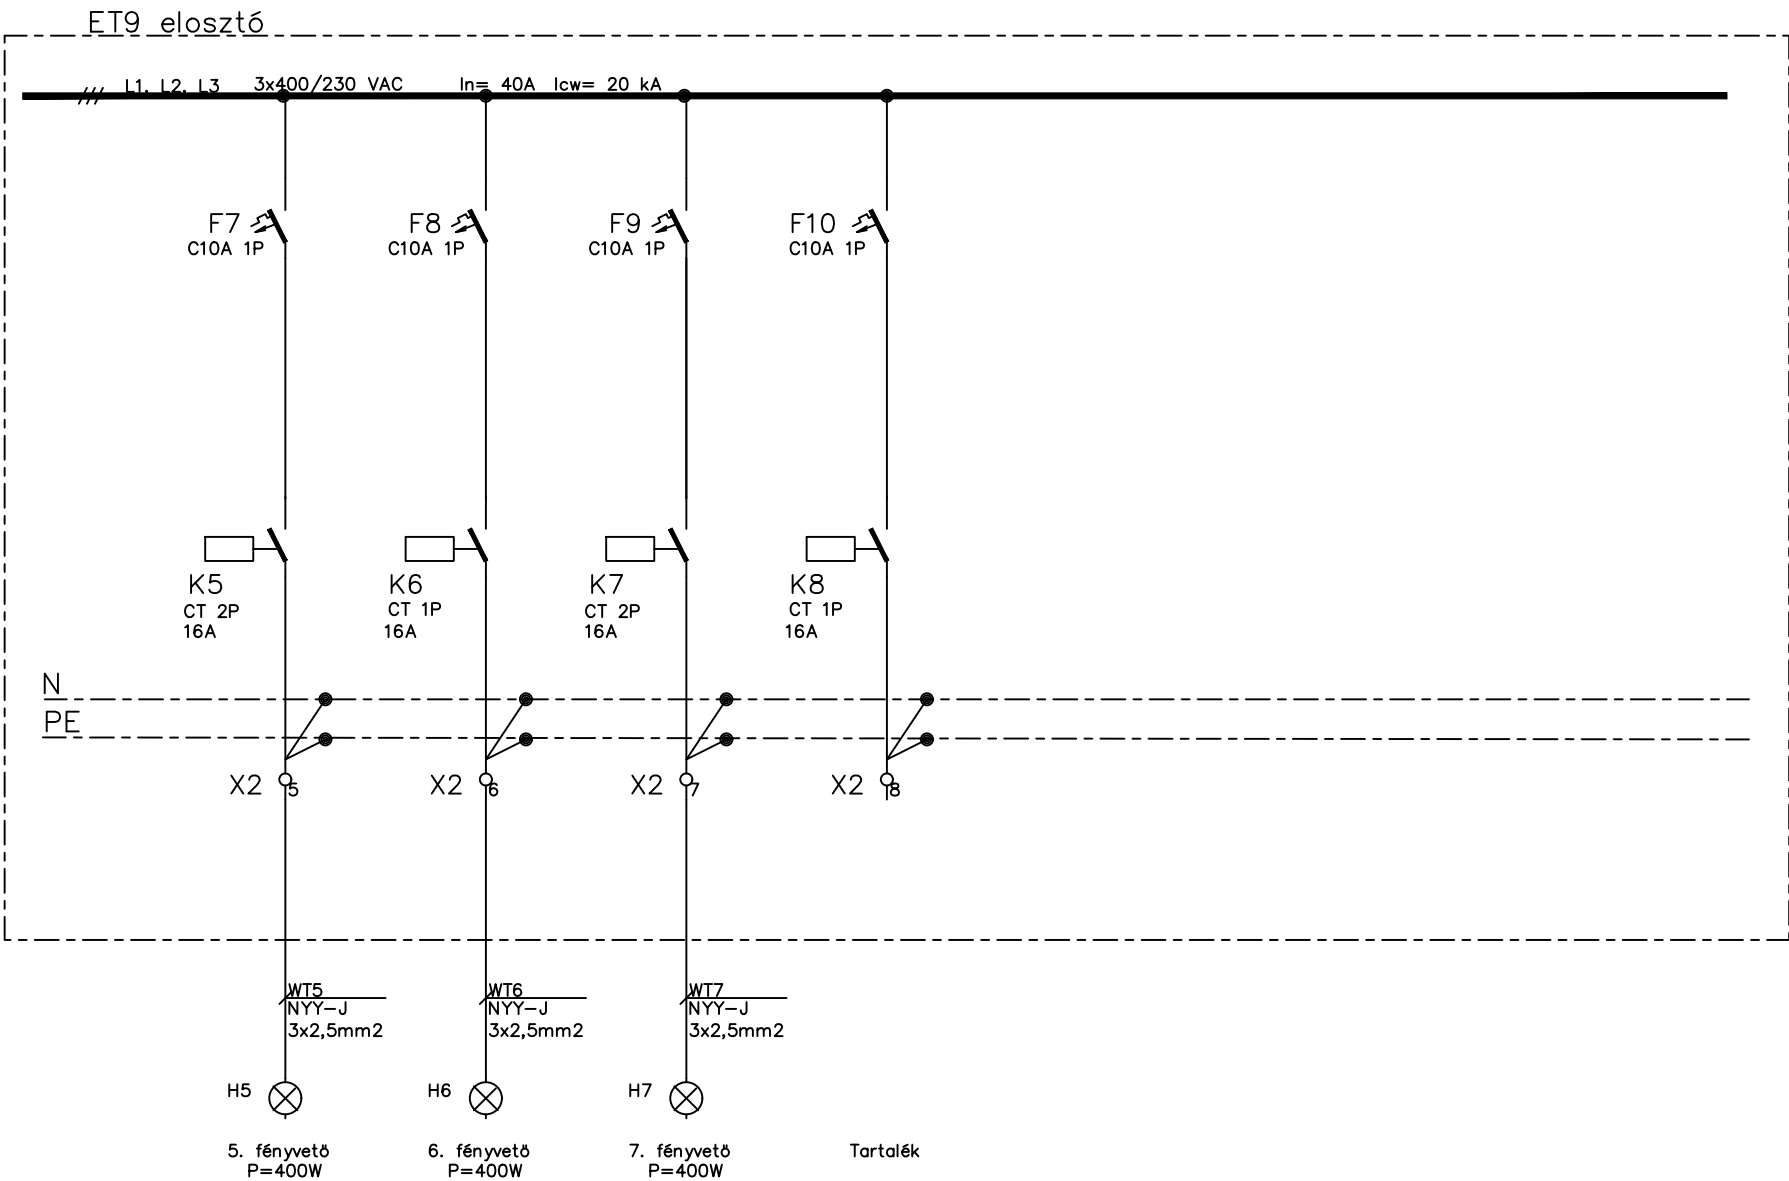 ET9 elosztó
L1, L2, L3 3x400/230 VAC In= 40A Icw= 20 kA
F7 F8 F9 F10
C10A 1P C10A 1P C10A 1P C10A 1P
K5 K6 K7 K8
CT 2P CT 1P CT 2P CT 1P
16A 16A 16A 16A
N
PE
X2 5 X2 6 X2 7 X2 8
WT5 WT6 WT7
NYY-J NYY-J NYY-J
3x2,5mm2 3x2,5mm2 3x2,5mm2
H5 H6 H7
5. fényvető 6. fényvető 7. fényvető Tartalék
P=400W P=400W P=400W